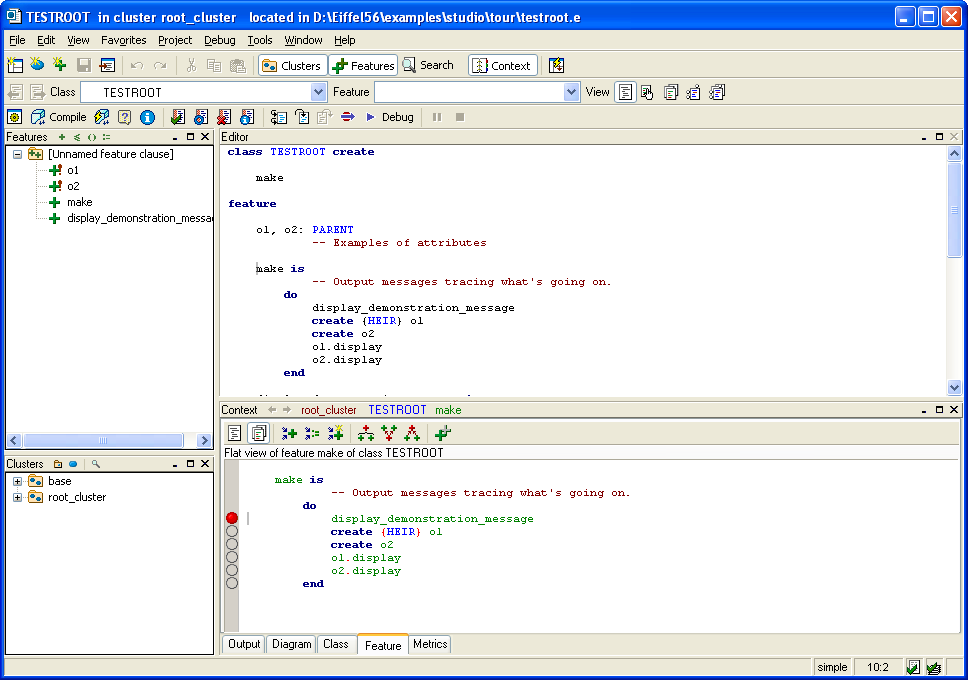 TESTROOT  in cluster root_cluster   located in D:\Eiffel56\examples\studio\tour\testroot.e
File Edit View Favorites Project Debug Tools Window Help
Clusters Features Search Context
Class TESTROOT Feature View
Compile Debug
Features
[Unnamed feature clause]
o1
o2
make
display_demonstration_messa
Clusters
base
root_cluster
Editor
class TESTROOT create
make
feature
o1, o2: PARENT
-- Examples of attributes
make is
-- Output messages tracing what's going on.
do
display_demonstration_message
create {HEIR} o1
create o2
o1.display
o2.display
end
Context root_cluster TESTROOT make
Flat view of feature make of class TESTROOT
make is
-- Output messages tracing what's going on.
do
display_demonstration_message
create {HEIR} o1
create o2
o1.display
o2.display
end
Output Diagram Class Feature Metrics
simple 10:2